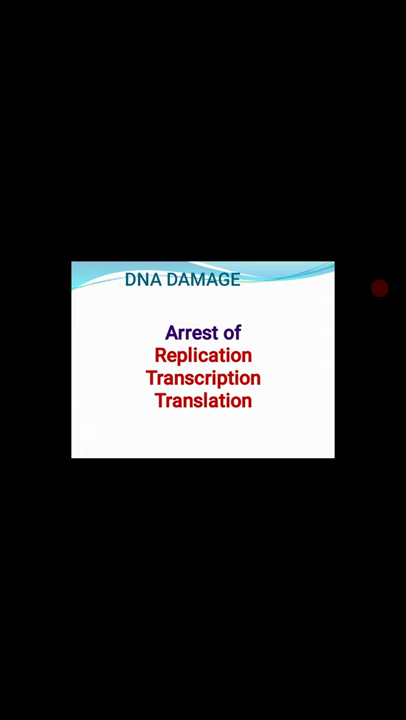 DNA DAMAGE
Arrest of
Replication
Transcription
Translation